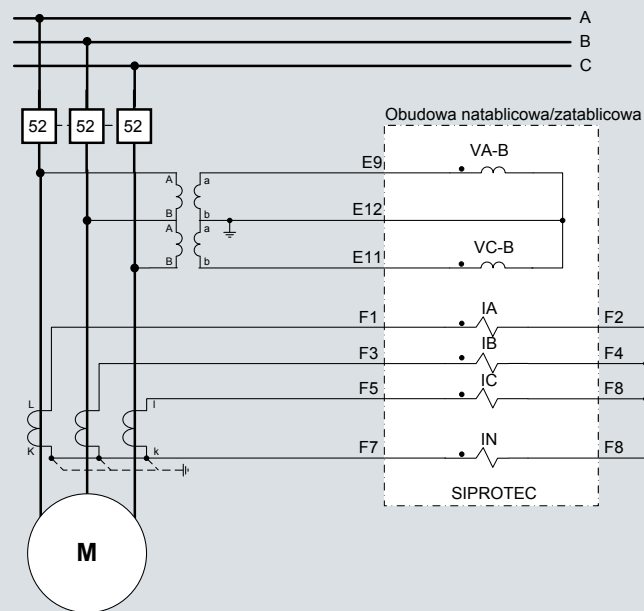 A
B
C
52 52 52
Obudowa natablicowa/zatablicowa
VA-B
E9
A a
E12
B b
A a
VC-B
E11
B b
IA
F1 F2
IB
F3 F4
IC
F5 F8
L l
IN
K k
F7 F8
SIPROTEC
M